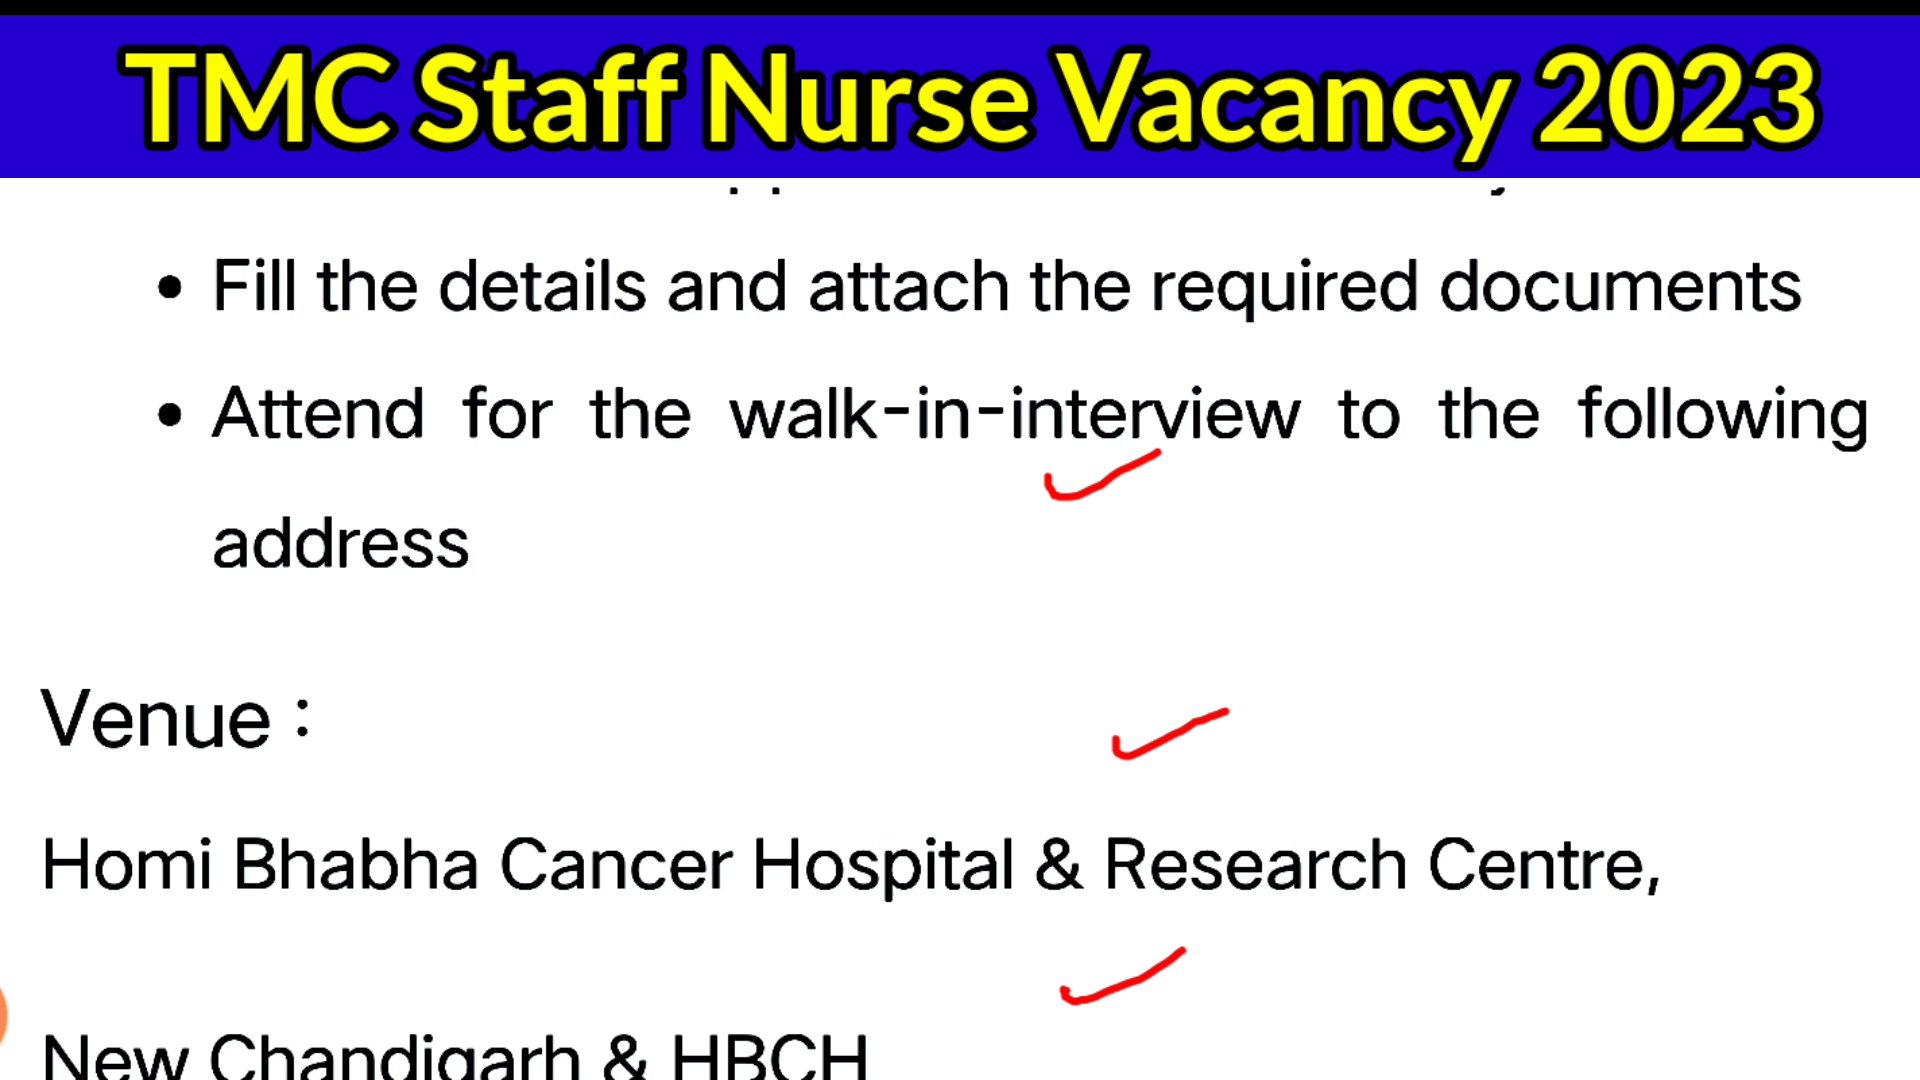 TMC Staff Nurse Vacancy 2023
• Fill the details and attach the required documents
• Attend for the walk-in-interview to the following
address
Venue :
Homi Bhabha Cancer Hospital & Research Centre,
New Chandigarh & HBCH